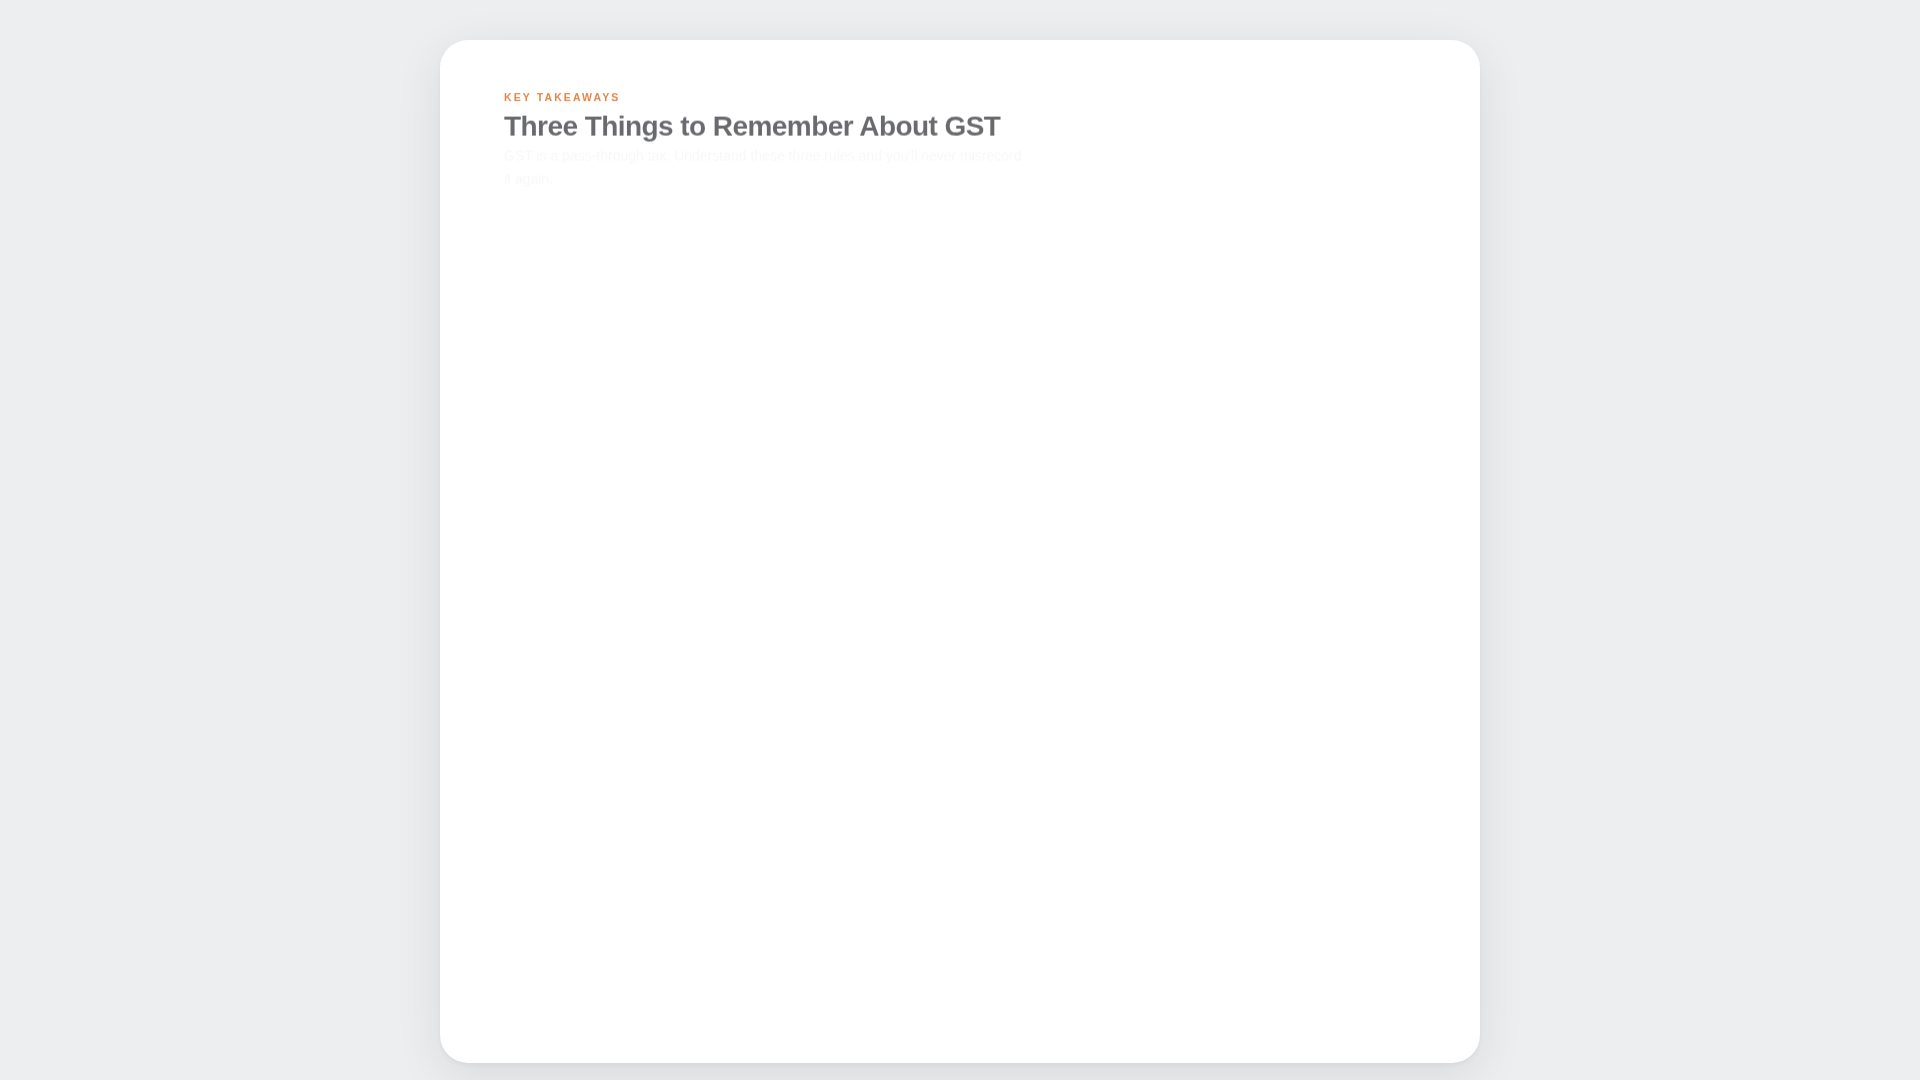 KEY TAKEAWAYS
Three Things to Remember About GST
GST is a pass-through tax. Understand these three rules and you'll never misrecord
it again.